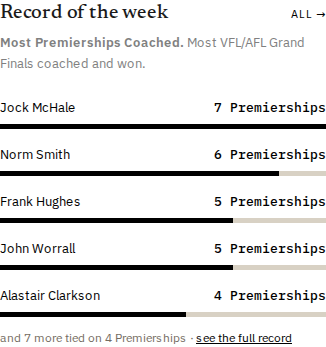 Record of the week ALL →
Most Premierships Coached. Most VFL/AFL Grand
Finals coached and won.
Jock McHale 7 Premierships
Norm Smith 6 Premierships
Frank Hughes 5 Premierships
John Worrall 5 Premierships
Alastair Clarkson 4 Premierships
and 7 more tied on 4 Premierships · see the full record